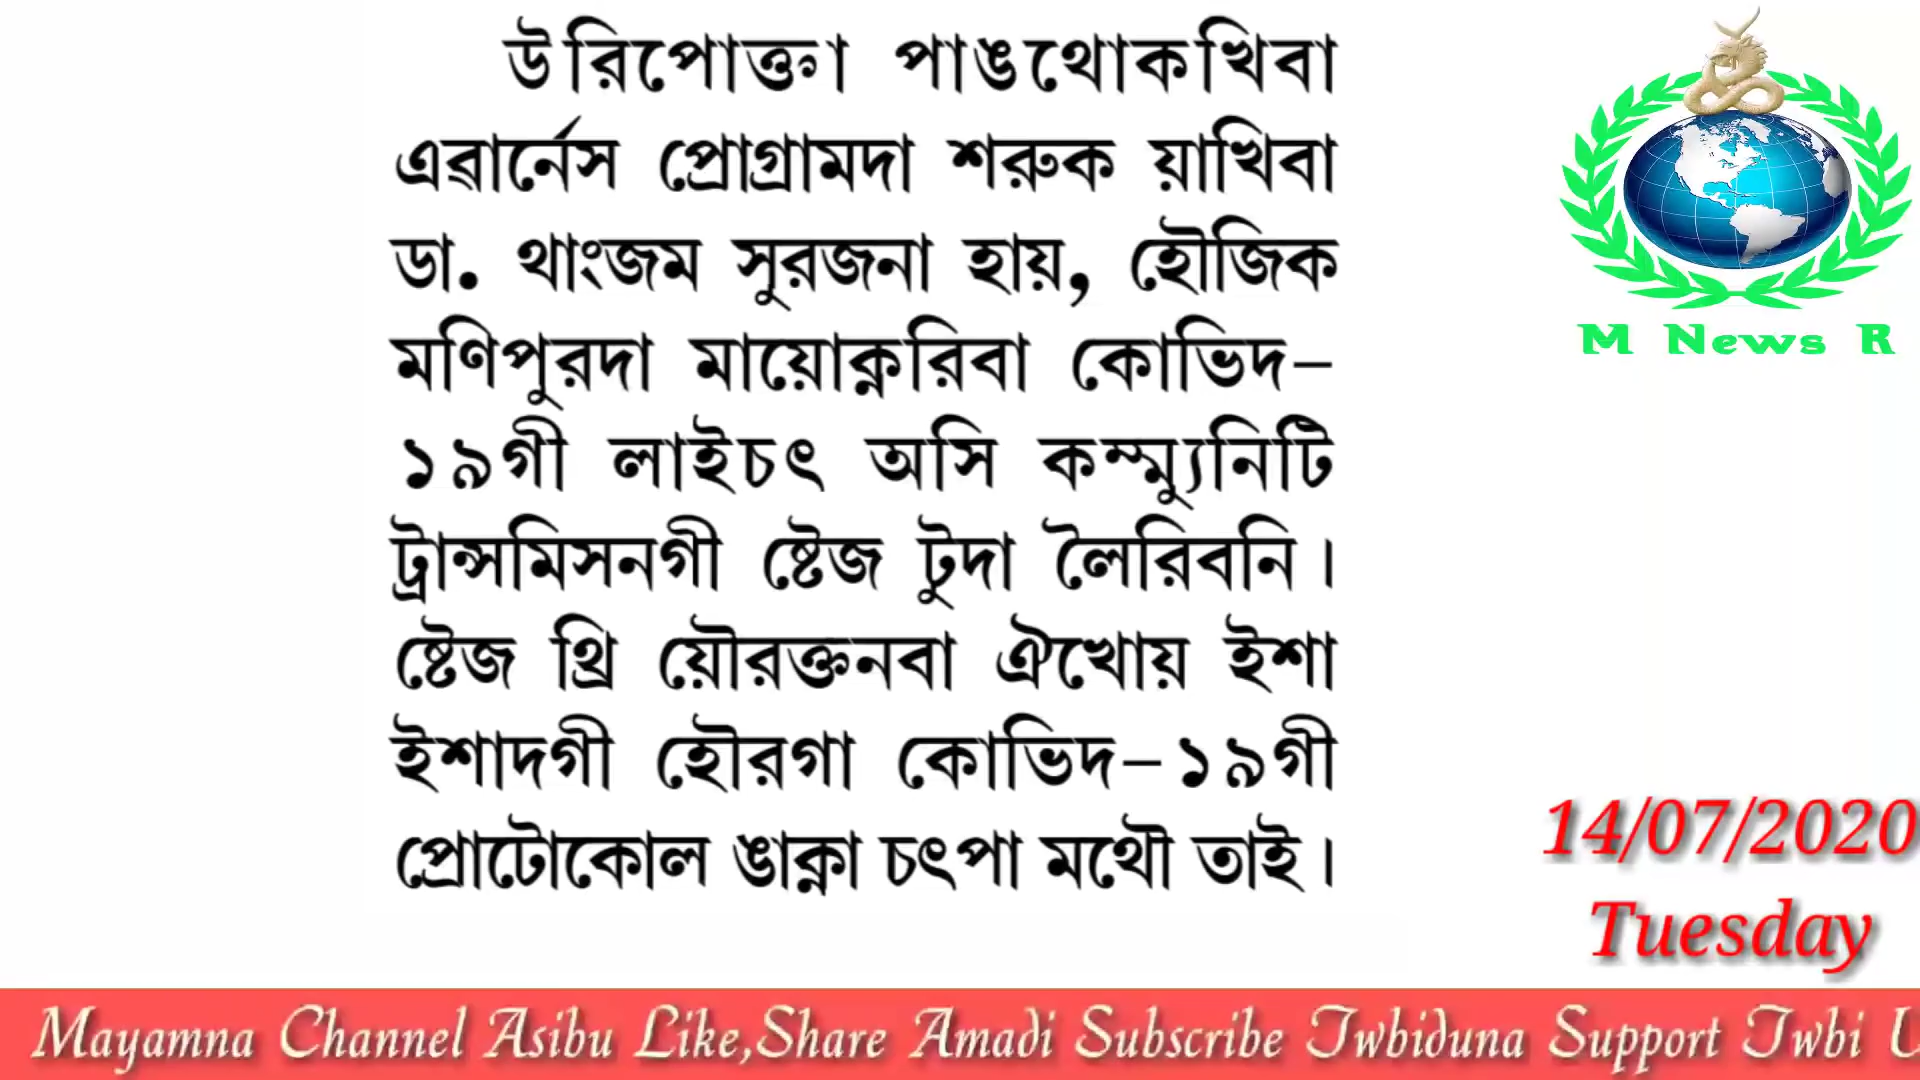 উরিপোক্তা পাঙথোকখিবা
এৱার্নেস প্রোগ্রামদা শরুক য়াখিবা
ডা. থাংজম সুরজনা হায়, হৌজিক
মণিপুরদা মায়োক্নরিবা কোভিদ–
১৯গী লাইচৎ অসি কম্ম্যুনিটি
ট্রান্সমিসনগী ষ্টেজ টুদা লৈরিবনি।
ষ্টেজ থ্রি য়ৌরক্তনবা ঐখোয় ইশা
ইশাদগী হৌরগা কোভিদ–১৯গী
প্রোটোকোল ঙাক্না চৎপা মথৌ তাই।
M News R
14/07/2020
Tuesday
Mayamna Channel Asibu Like,Share Amadi Subscribe Twbiduna Support Twbi U